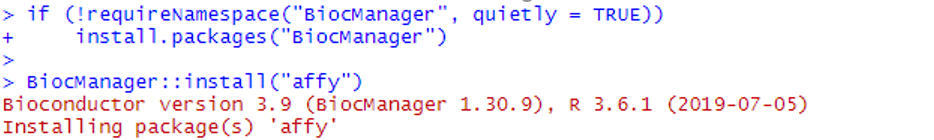 > if (!requireNamespace("BiocManager", quietly = TRUE))
+     install.packages("BiocManager")
>
> BiocManager::install("affy")
Bioconductor version 3.9 (BiocManager 1.30.9), R 3.6.1 (2019-07-05)
Installing package(s) 'affy'